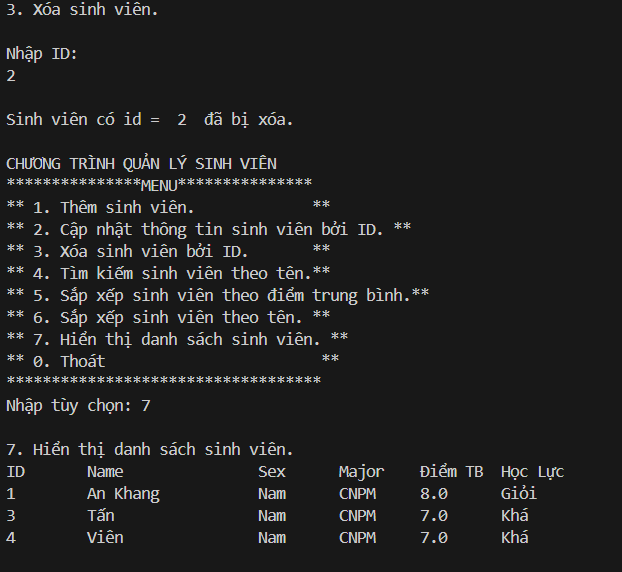 3. Xóa sinh viên.
Nhập ID:
2
Sinh viên có id =  2  đã bị xóa.
CHƯƠNG TRÌNH QUẢN LÝ SINH VIÊN
***************MENU***************
** 1. Thêm sinh viên.             **
** 2. Cập nhật thông tin sinh viên bởi ID. **
** 3. Xóa sinh viên bởi ID.       **
** 4. Tìm kiếm sinh viên theo tên.**
** 5. Sắp xếp sinh viên theo điểm trung bình.**
** 6. Sắp xếp sinh viên theo tên. **
** 7. Hiển thị danh sách sinh viên. **
** 0. Thoát                        **
***********************************
Nhập tùy chọn: 7
7. Hiển thị danh sách sinh viên.
ID       Name               Sex      Major    Điểm TB  Học Lực
1        An Khang           Nam      CNPM     8.0      Giỏi
3        Tấn                Nam      CNPM     7.0      Khá
4        Viên               Nam      CNPM     7.0      Khá